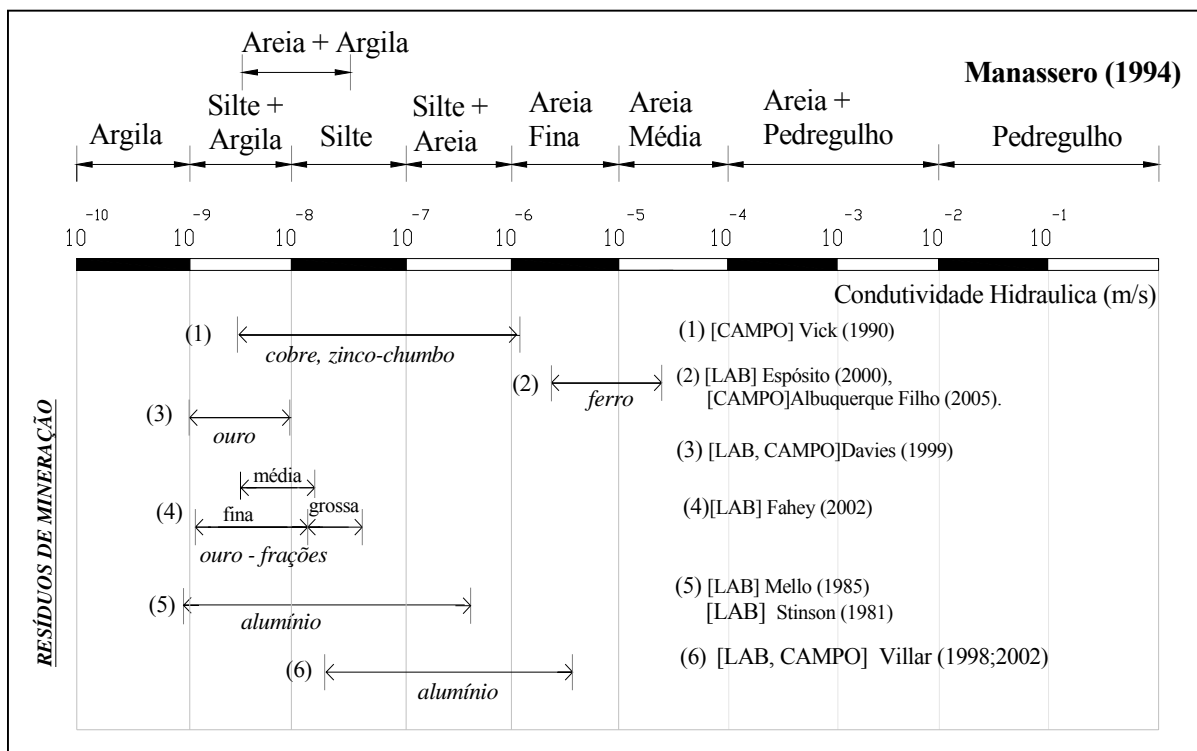 Areia + Argila
Manassero (1994)
Argila
Silte +
Argila
Silte
Silte +
Areia
Areia
Fina
Areia
Média
Areia +
Pedregulho
Pedregulho
10^-10 10^-9 10^-8 10^-7 10^-6 10^-5 10^-4 10^-3 10^-2 10^-1
Condutividade Hidraulica (m/s)
RESÍDUOS DE MINERAÇÃO
(1)
cobre, zinco-chumbo
(1) [CAMPO] Vick (1990)
(2)
ferro
(2) [LAB] Espósito (2000),
[CAMPO]Albuquerque Filho (2005).
(3)
ouro
(3) [LAB, CAMPO]Davies (1999)
média
(4)
fina
grossa
ouro - frações
(4)[LAB] Fahey (2002)
(5)
alumínio
(5) [LAB] Mello (1985)
[LAB] Stinson (1981)
(6)
alumínio
(6) [LAB, CAMPO] Villar (1998;2002)